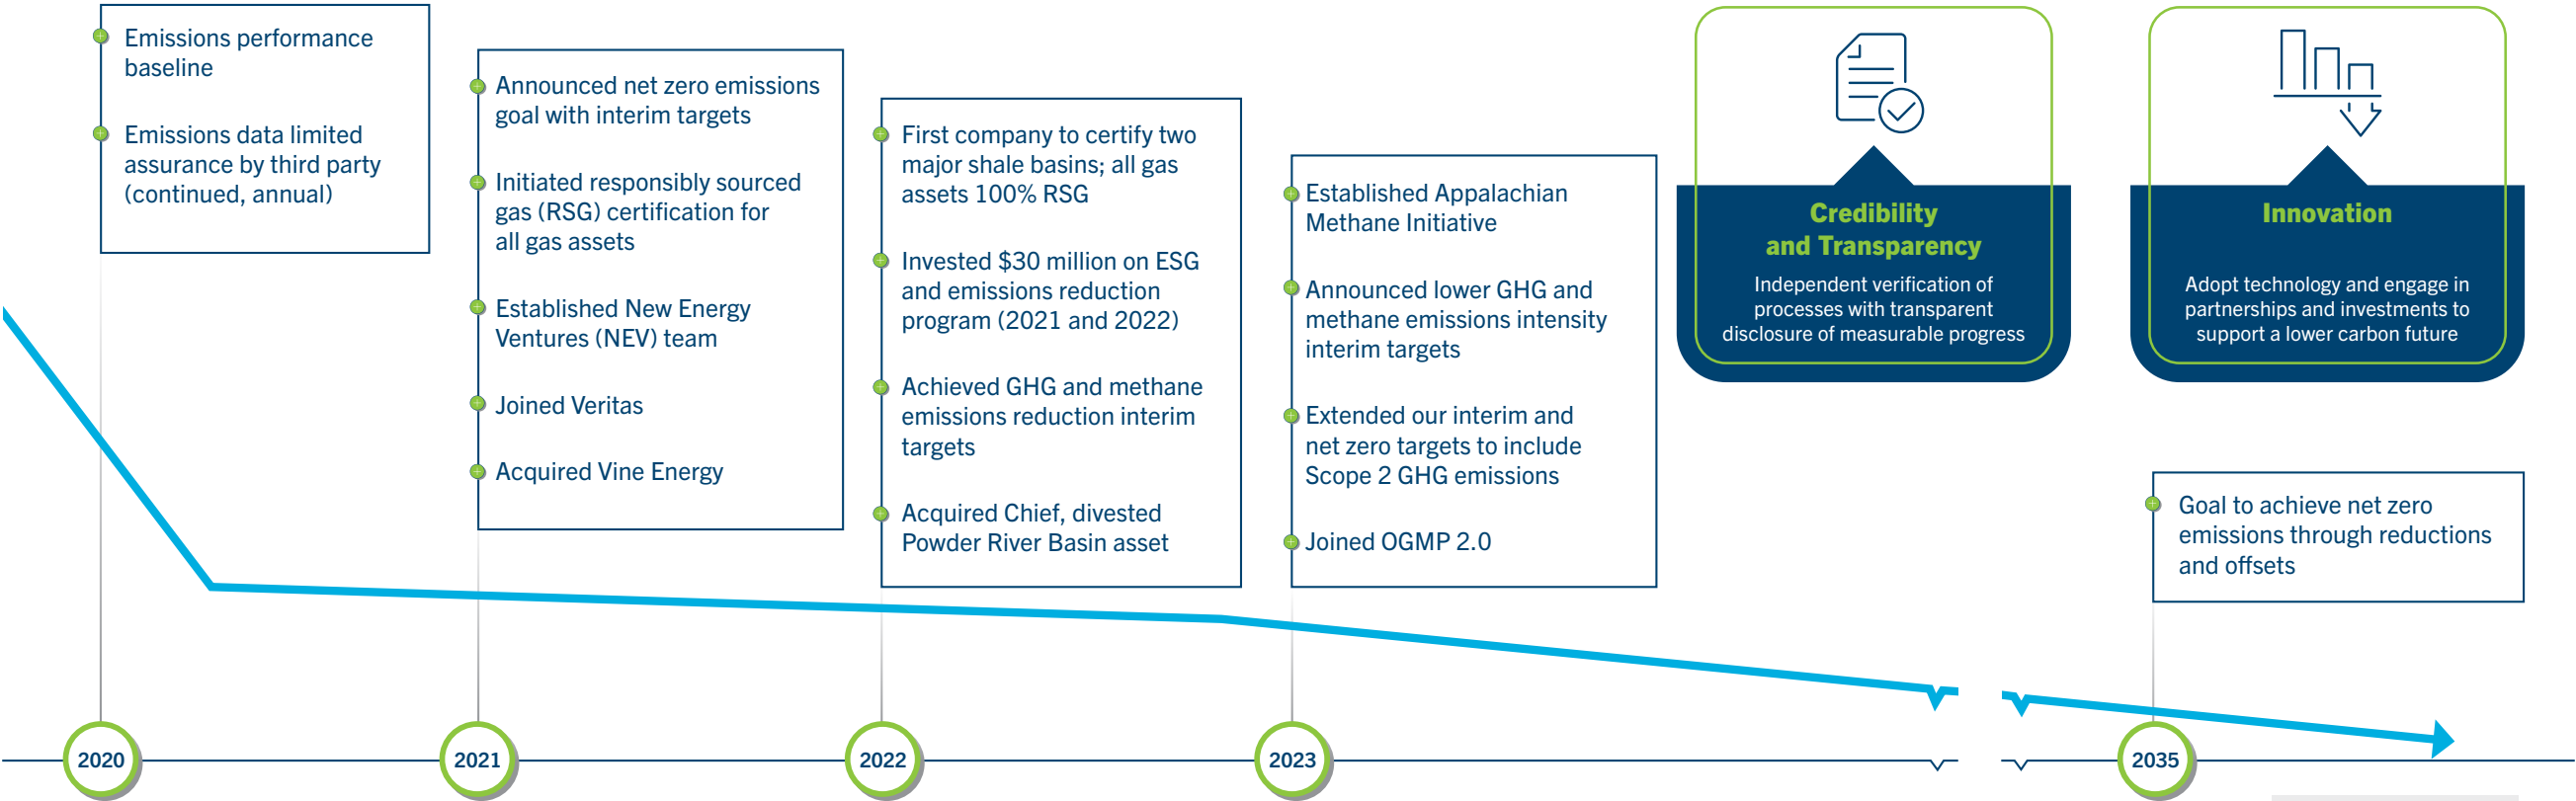 Emissions performance
baseline
Emissions data limited
assurance by third party
(continued, annual)
Announced net zero emissions
goal with interim targets
Initiated responsibly sourced
gas (RSG) certification for
all gas assets
Established New Energy
Ventures (NEV) team
Joined Veritas
Acquired Vine Energy
First company to certify two
major shale basins; all gas
assets 100% RSG
Invested $30 million on ESG
and emissions reduction
program (2021 and 2022)
Achieved GHG and methane
emissions reduction interim
targets
Acquired Chief, divested
Powder River Basin asset
Established Appalachian
Methane Initiative
Announced lower GHG and
methane emissions intensity
interim targets
Extended our interim and
net zero targets to include
Scope 2 GHG emissions
Joined OGMP 2.0
Credibility
and Transparency
Independent verification of
processes with transparent
disclosure of measurable progress
Innovation
Adopt technology and engage in
partnerships and investments to
support a lower carbon future
Goal to achieve net zero
emissions through reductions
and offsets
2020
2021
2022
2023
2035